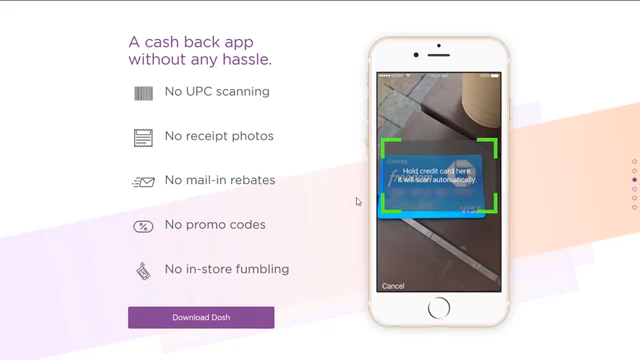 A cash back app
without any hassle.
No UPC scanning
No receipt photos
No mail-in rebates
No promo codes
No in-store fumbling
Download Dosh
Hold credit card here.
It will scan automatically.
VISA
Cancel